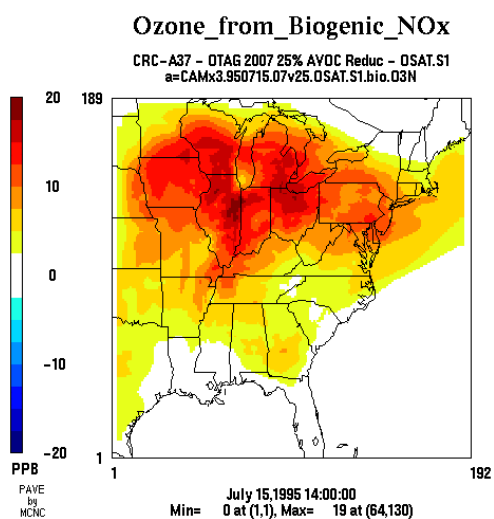 Ozone_from_Biogenic_NOx
CRC-A37 - OTAG 2007 25% AVOC Reduc - OSAT.S1
a=CAMx3.950715.07v25.OSAT.S1.bio.O3N
20
10
0
-10
-20
PPB
PAVE
by
MCNC
189
1
1
192
July 15,1995 14:00:00
Min= 0 at (1,1), Max= 19 at (64,130)